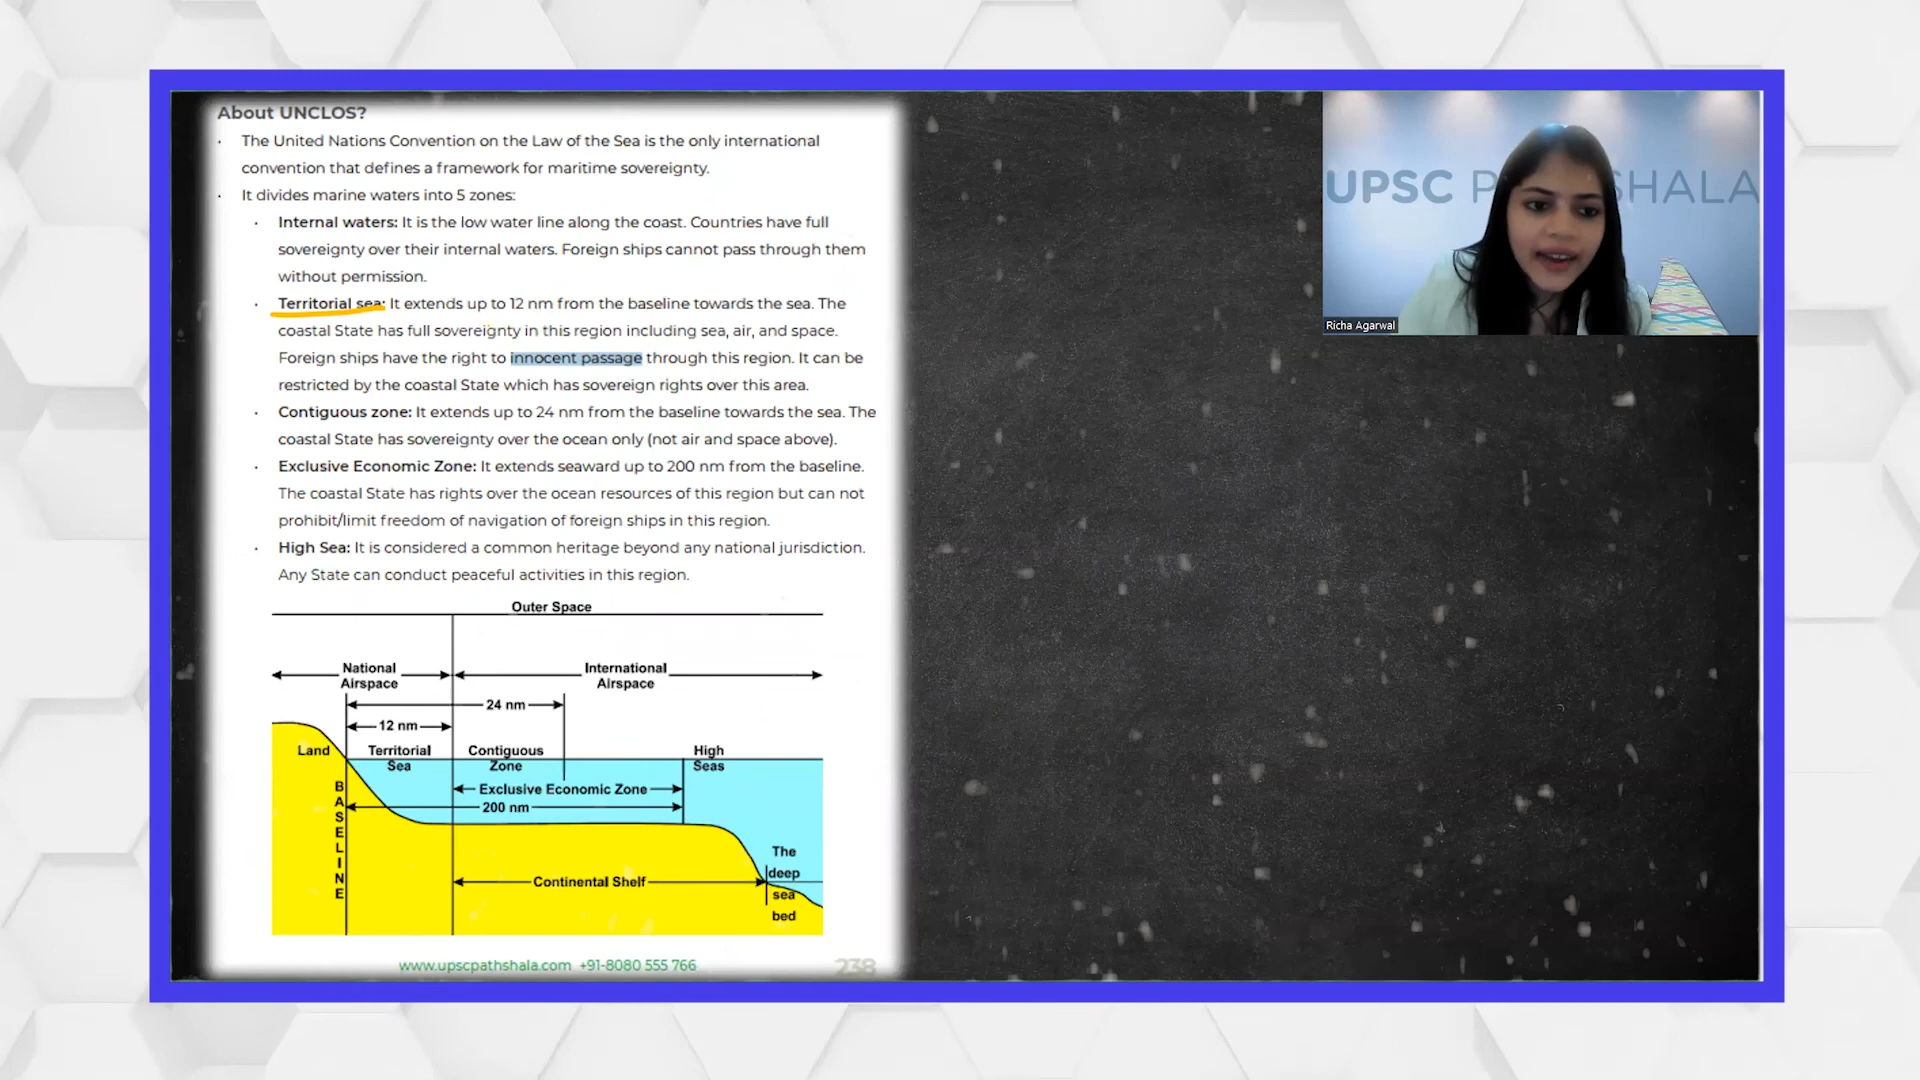 About UNCLOS?
· The United Nations Convention on the Law of the Sea is the only international
convention that defines a framework for maritime sovereignty.
· It divides marine waters into 5 zones:
· Internal waters: It is the low water line along the coast. Countries have full
sovereignty over their internal waters. Foreign ships cannot pass through them
without permission.
· Territorial sea: It extends up to 12 nm from the baseline towards the sea. The
coastal State has full sovereignty in this region including sea, air, and space.
Foreign ships have the right to innocent passage through this region. It can be
restricted by the coastal State which has sovereign rights over this area.
· Contiguous zone: It extends up to 24 nm from the baseline towards the sea. The
coastal State has sovereignty over the ocean only (not air and space above).
· Exclusive Economic Zone: It extends seaward up to 200 nm from the baseline.
The coastal State has rights over the ocean resources of this region but can not
prohibit/limit freedom of navigation of foreign ships in this region.
· High Sea: It is considered a common heritage beyond any national jurisdiction.
Any State can conduct peaceful activities in this region.
Outer Space
National
Airspace
International
Airspace
24 nm
12 nm
Land
Territorial
Sea
Contiguous
Zone
High
Seas
Exclusive Economic Zone
200 nm
BASELINE
Continental Shelf
The
deep
sea
bed
www.upscpathshala.com +91-8080 555 766
238
UPSC P SHALA
Richa Agarwal